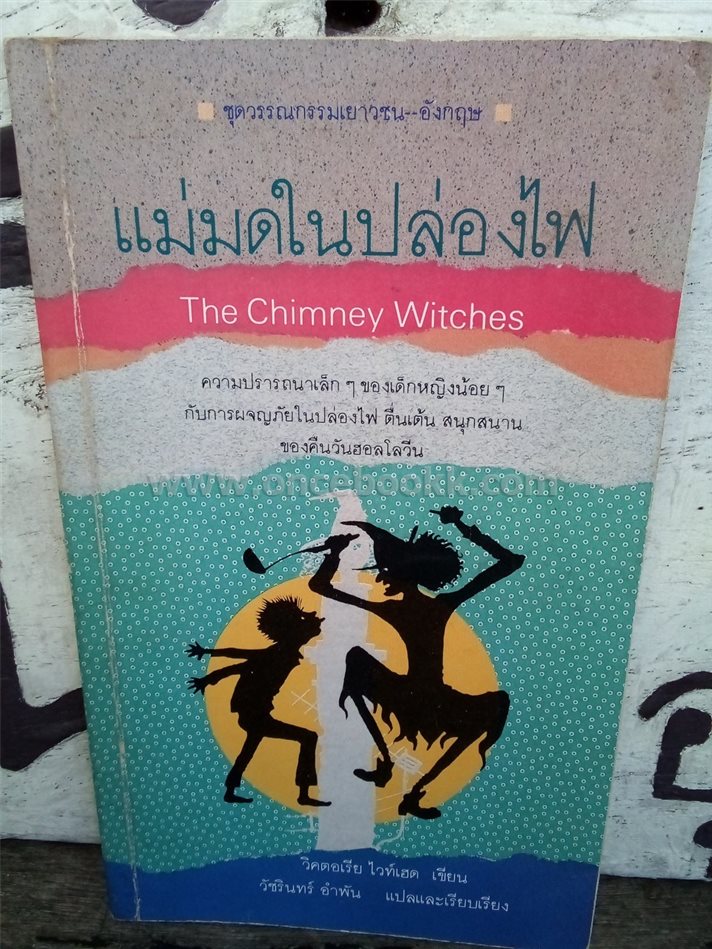 ชุดวรรณกรรมเยาวชน--อังกฤษ
แม่มดในปล่องไฟ
The Chimney Witches
ความปรารถนาเล็ก ๆ ของเด็กหญิงน้อย ๆ
กับการผจญภัยในปล่องไฟ ตื่นเต้น สนุกสนาน
ของคืนวันฮอลโลวีน
www.oncebookk.com
วิคตอเรีย ไวท์เฮด เขียน
วัชรินทร์ อำพัน แปลและเรียบเรียง